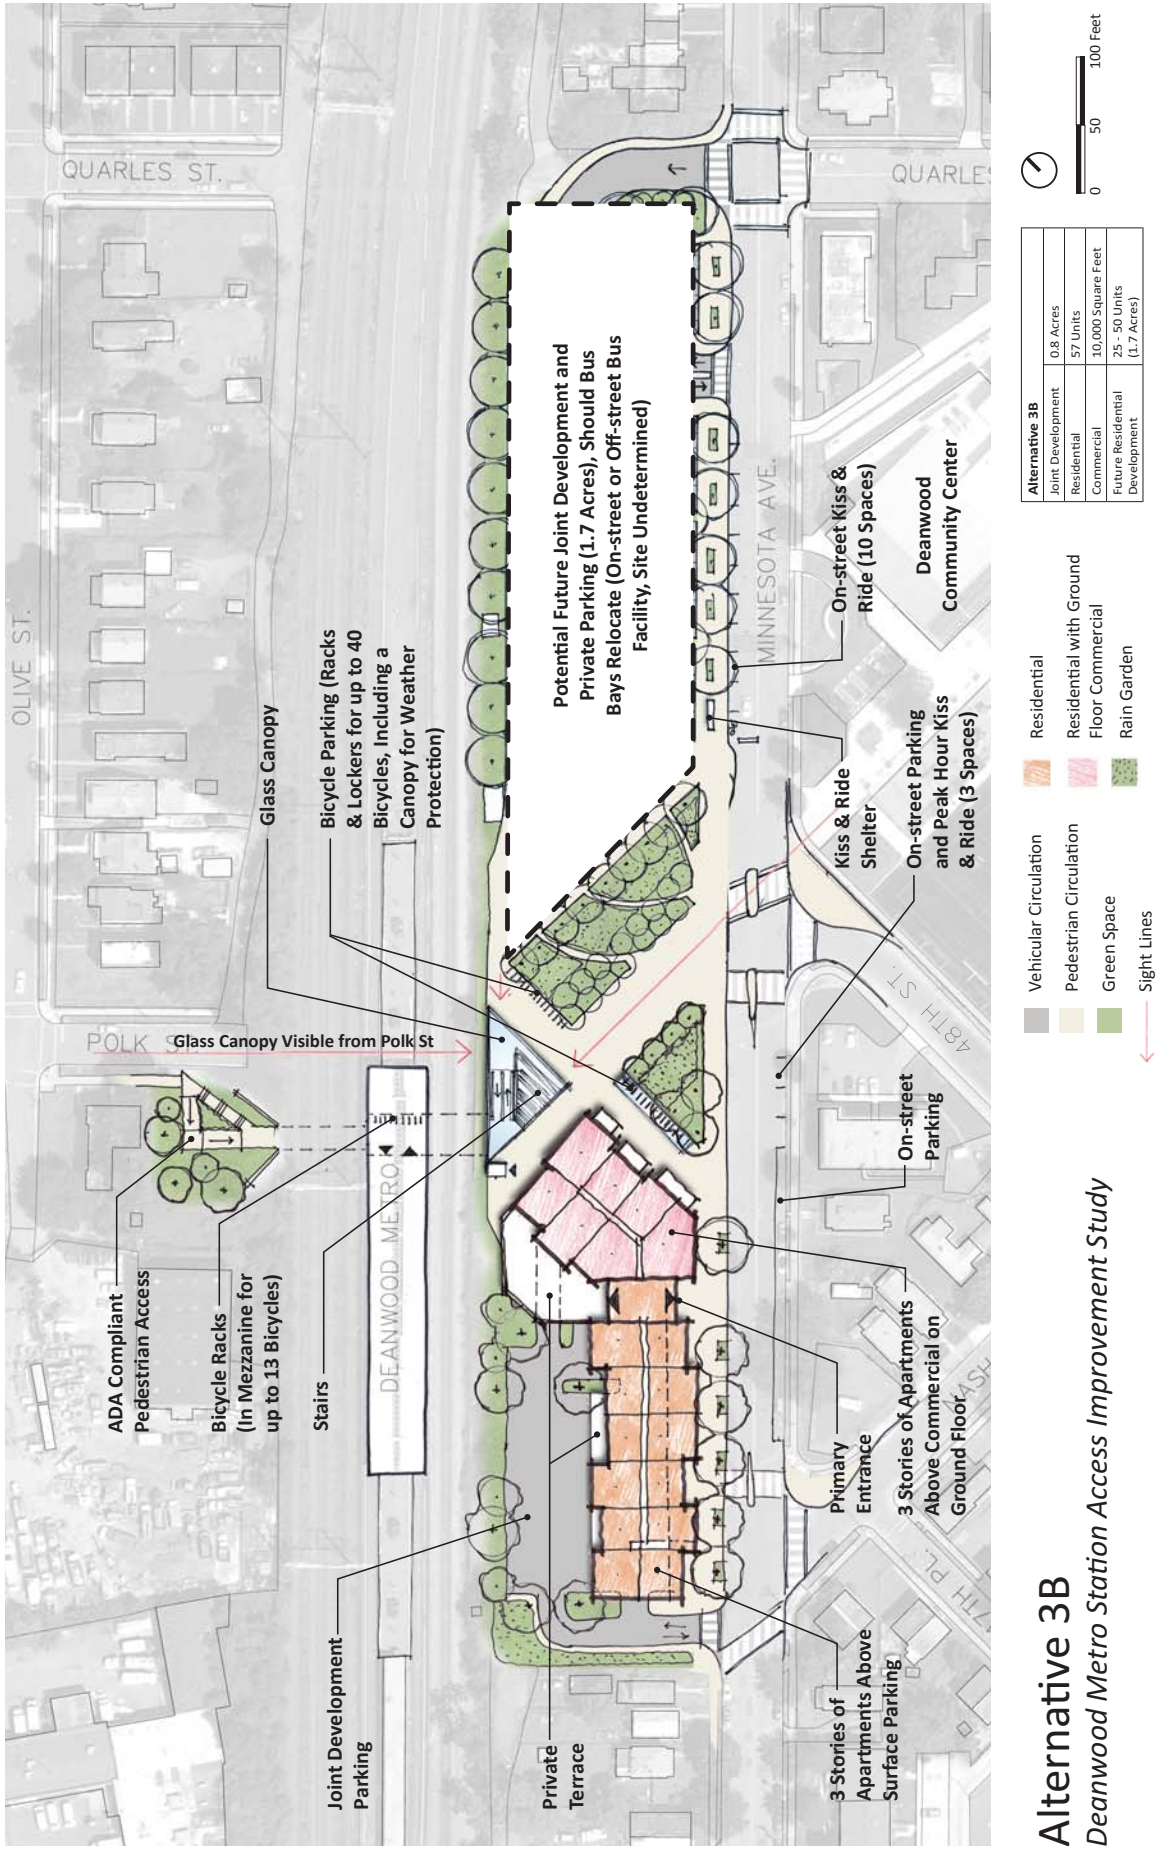 OLIVE ST.
QUARLES ST.
POLK ST.
Glass Canopy Visible from Polk St
ADA Compliant
Pedestrian Access
Bicycle Racks
(In Mezzanine for
up to 13 Bicycles)
Stairs
Glass Canopy
Bicycle Parking (Racks
& Lockers for up to 40
Bicycles, Including a
Canopy for Weather
Protection)
DEANWOOD METRO
Joint Development
Parking
Private
Terrace
Potential Future Joint Development and
Private Parking (1.7 Acres), Should Bus
Bays Relocate (On-street or Off-street Bus
Facility, Site Undetermined)
MINNESOTA AVE.
QUARLES
3 Stories of
Apartments Above
Surface Parking
Primary
Entrance
3 Stories of Apartments
Above Commercial on
Ground Floor
On-street
Parking
On-street Parking
and Peak Hour Kiss
& Ride (3 Spaces)
Kiss & Ride
Shelter
On-street Kiss &
Ride (10 Spaces)
Deanwood
Community Center
48TH ST.
ASH
7TH PL.
Alternative 3B
Deanwood Metro Station Access Improvement Study
Vehicular Circulation
Pedestrian Circulation
Green Space
Sight Lines
Residential
Residential with Ground
Floor Commercial
Rain Garden
Alternative 3B
Joint Development 0.8 Acres
Residential 57 Units
Commercial 10,000 Square Feet
Future Residential 25 - 50 Units
Development (1.7 Acres)
0 50 100 Feet